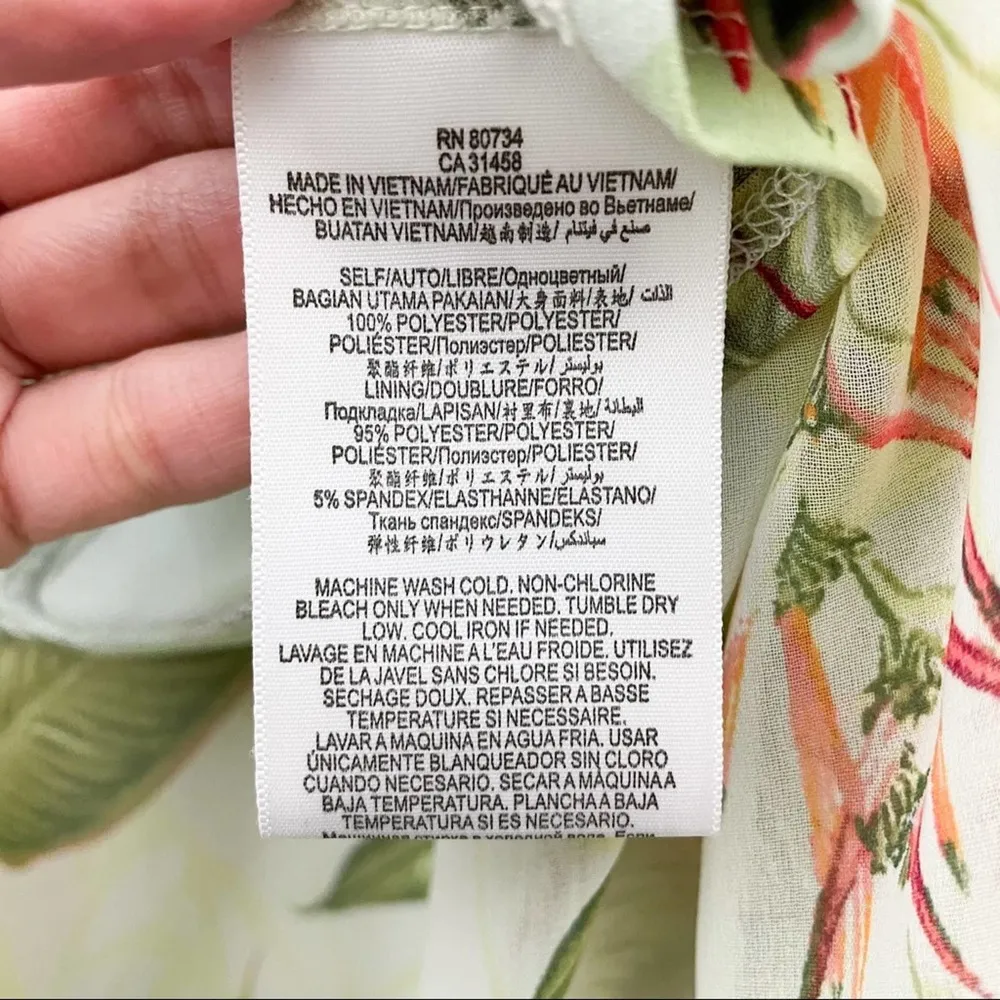 RN 80734
CA 31458
MADE IN VIETNAM/FABRIQUÉ AU VIETNAM/
HECHO EN VIETNAM/Произведено во Вьетнаме/
BUATAN VIETNAM/越南制造/صنع في فيتنام
SELF/AUTO/LIBRE/Одноцветный/
BAGIAN UTAMA PAKAIAN/大身面料/表地/الذات
100% POLYESTER/POLYESTER/
POLIÉSTER/Полиэстер/POLIESTER/
聚酯纤维/ポリエステル/بوليستر
LINING/DOUBLURE/FORRO/
Подкладка/LAPISAN/衬里布/裏地/البطانة
95% POLYESTER/POLYESTER/
POLIÉSTER/Полиэстер/POLIESTER/
聚酯纤维/ポリエステル/بوليستر
5% SPANDEX/ELASTHANNE/ELASTANO/
Ткань спандекс/SPANDEKS/
弹性纤维/ポリウレタン/سباندكس
MACHINE WASH COLD. NON-CHLORINE
BLEACH ONLY WHEN NEEDED. TUMBLE DRY
LOW. COOL IRON IF NEEDED.
LAVAGE EN MACHINE A L'EAU FROIDE. UTILISEZ
DE LA JAVEL SANS CHLORE SI BESOIN.
SECHAGE DOUX. REPASSER A BASSE
TEMPERATURE SI NECESSAIRE.
LAVAR A MAQUINA EN AGUA FRIA. USAR
ÚNICAMENTE BLANQUEADOR SIN CLORO
CUANDO NECESARIO. SECAR A MÀQUINA A
BAJA TEMPERATURA. PLANCHA A BAJA
TEMPERATURA SI ES NECESARIO.
Машинная стирка в холодной воде. Если